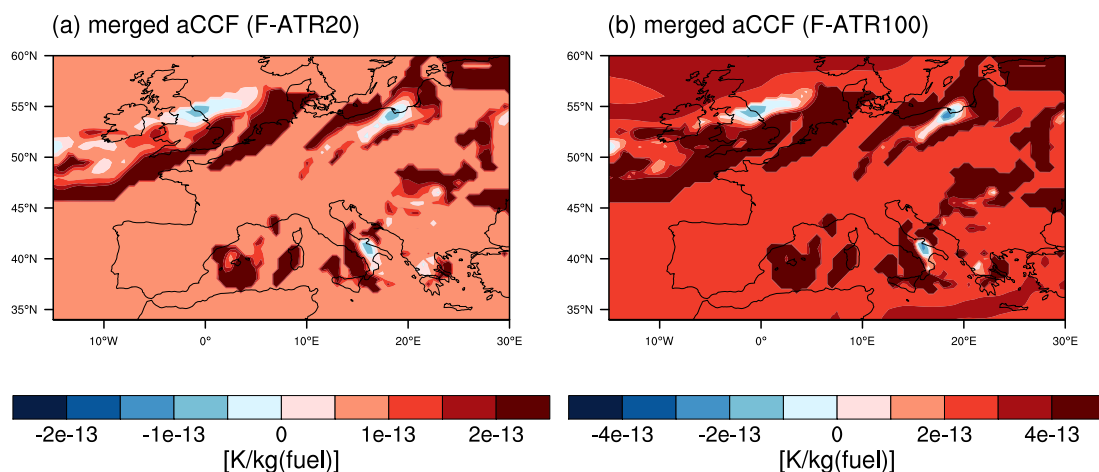 (a) merged aCCF (F-ATR20)
(b) merged aCCF (F-ATR100)
60°N
55°N
50°N
45°N
40°N
35°N
10°W 0° 10°E 20°E 30°E
60°N
55°N
50°N
45°N
40°N
35°N
10°W 0° 10°E 20°E 30°E
-2e-13 -1e-13 0 1e-13 2e-13
[K/kg(fuel)]
-4e-13 -2e-13 0 2e-13 4e-13
[K/kg(fuel)]